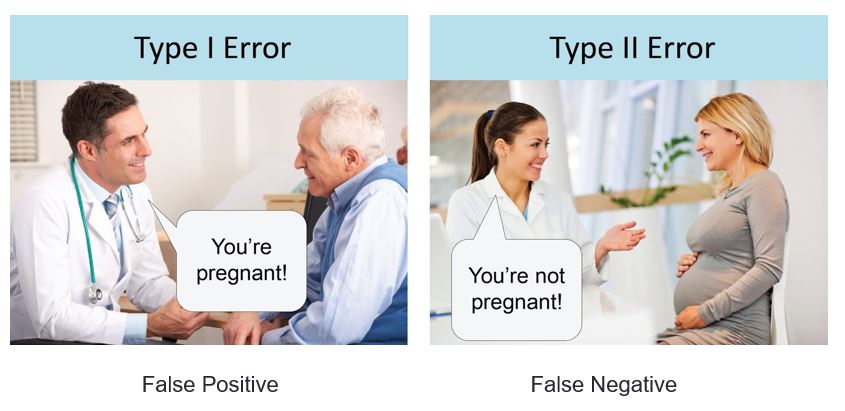 Type I Error
Type II Error
You’re
pregnant!
You’re not
pregnant!
False Positive
False Negative